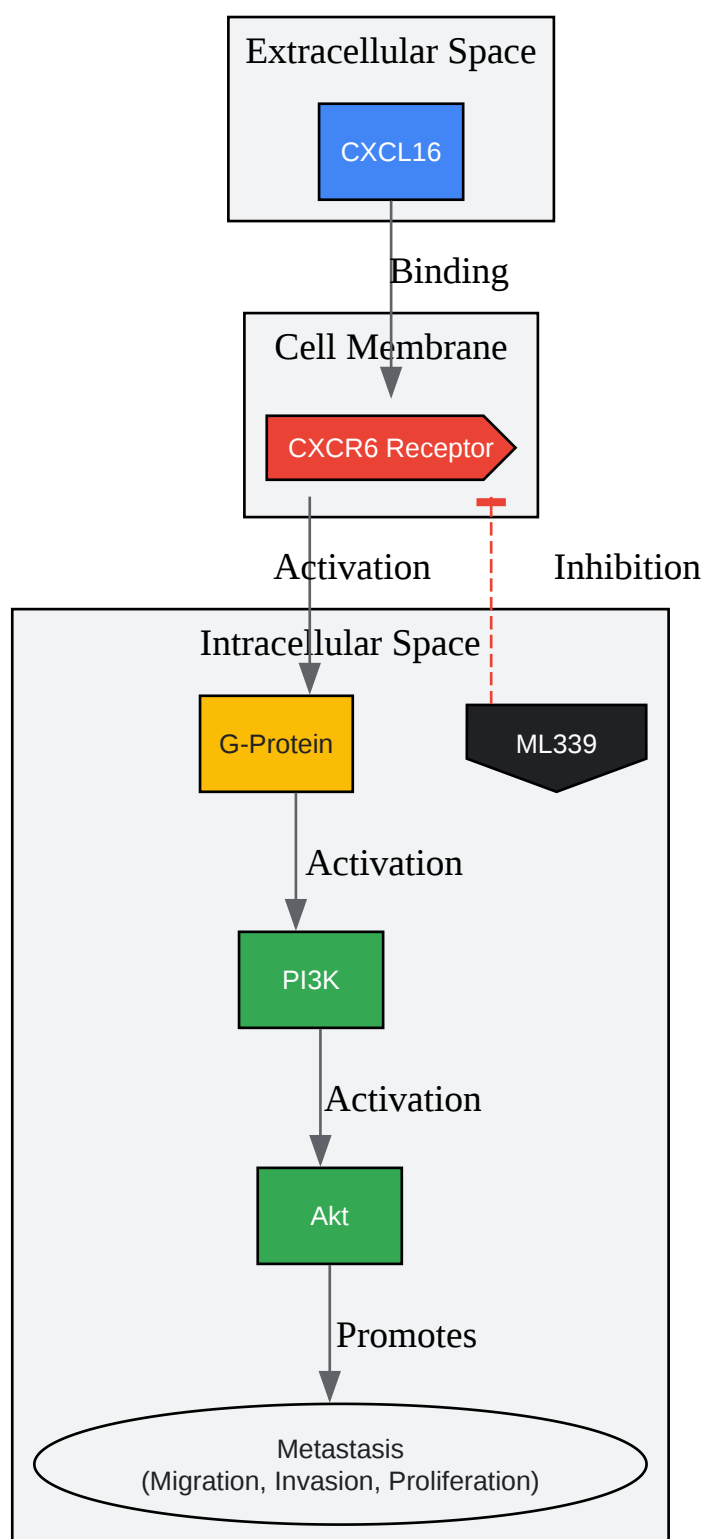 Extracellular Space
CXCL16
Binding
Cell Membrane
CXCR6 Receptor
Activation
Inhibition
Intracellular Space
G-Protein
ML339
Activation
PI3K
Activation
Akt
Promotes
Metastasis
(Migration, Invasion, Proliferation)